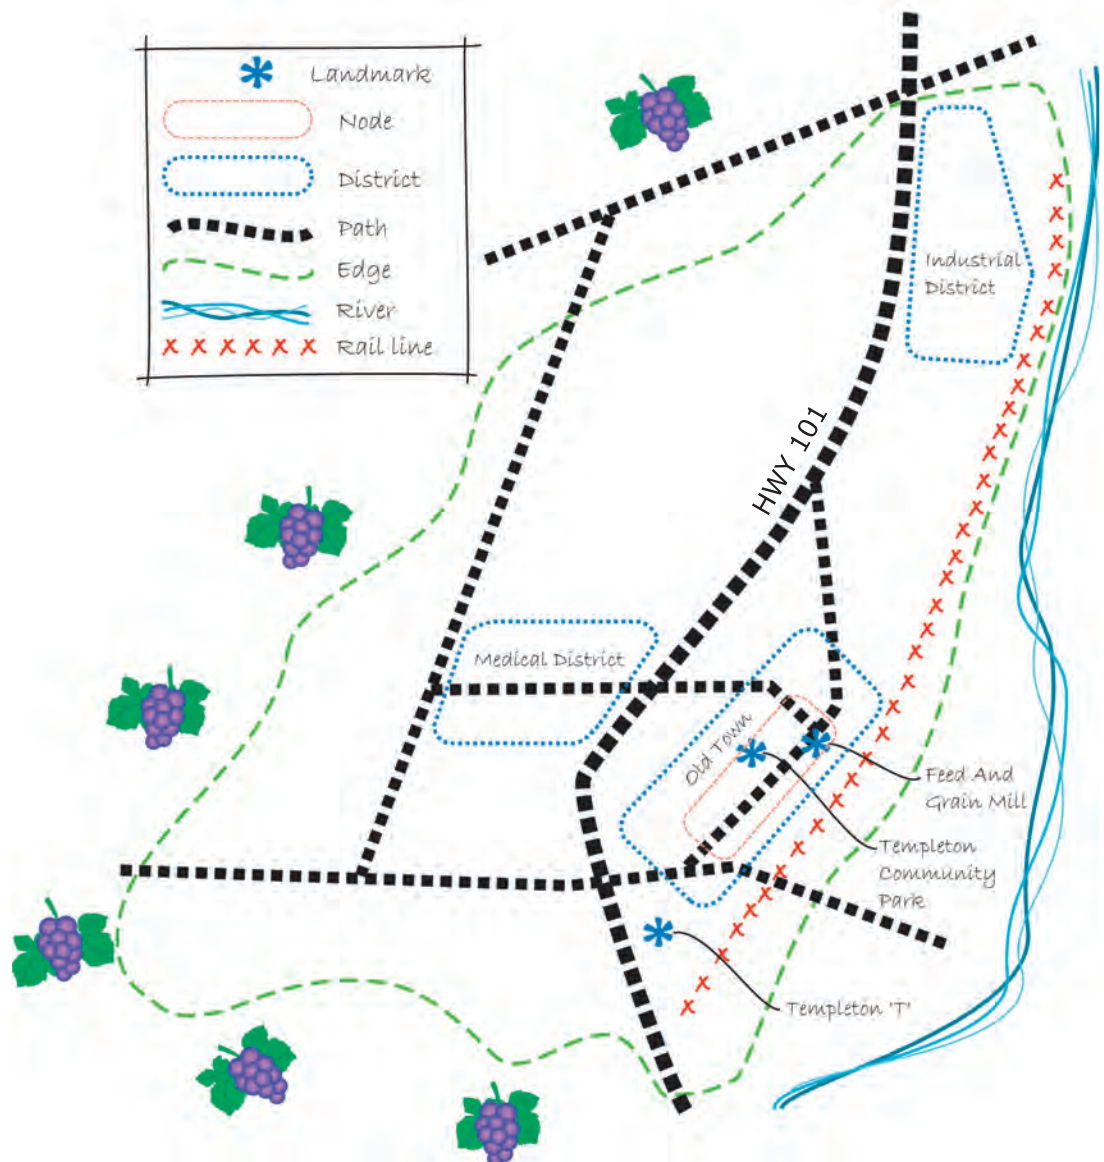 Landmark
Node
District
Path
Edge
River
Rail line
Industrial
District
HWY 101
Medical District
Old Town
Feed And
Grain Mill
Templeton
Community
Park
Templeton 'T'